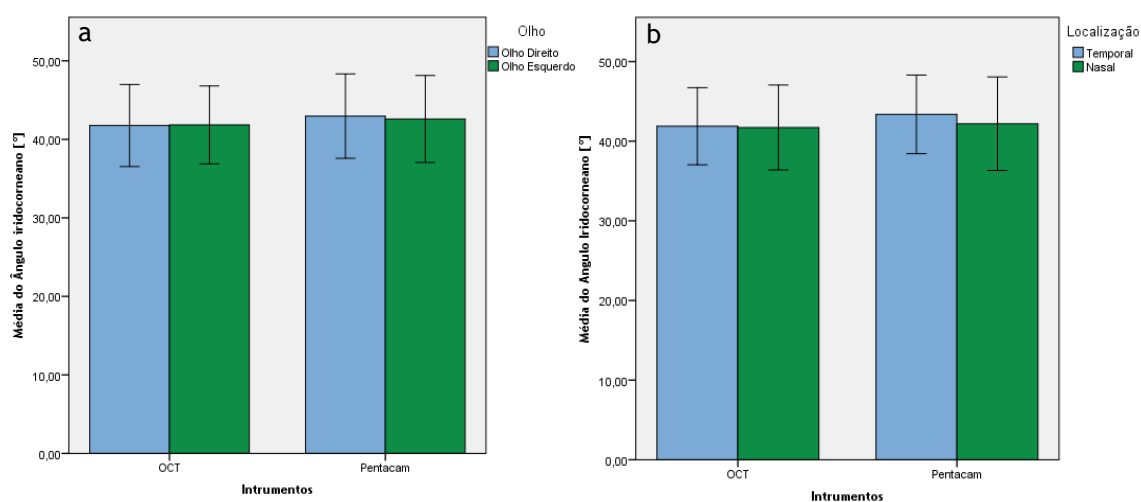 a
Olho
Olho Direito
Olho Esquerdo
50,00
40,00
30,00
20,00
10,00
0,00
Média do Ângulo iridocorneano [°]
OCT
Pentacam
Intrumentos
b
Localização
Temporal
Nasal
50,00
40,00
30,00
20,00
10,00
0,00
Média do Ângulo Iridocorneano [°]
OCT
Pentacam
Intrumentos